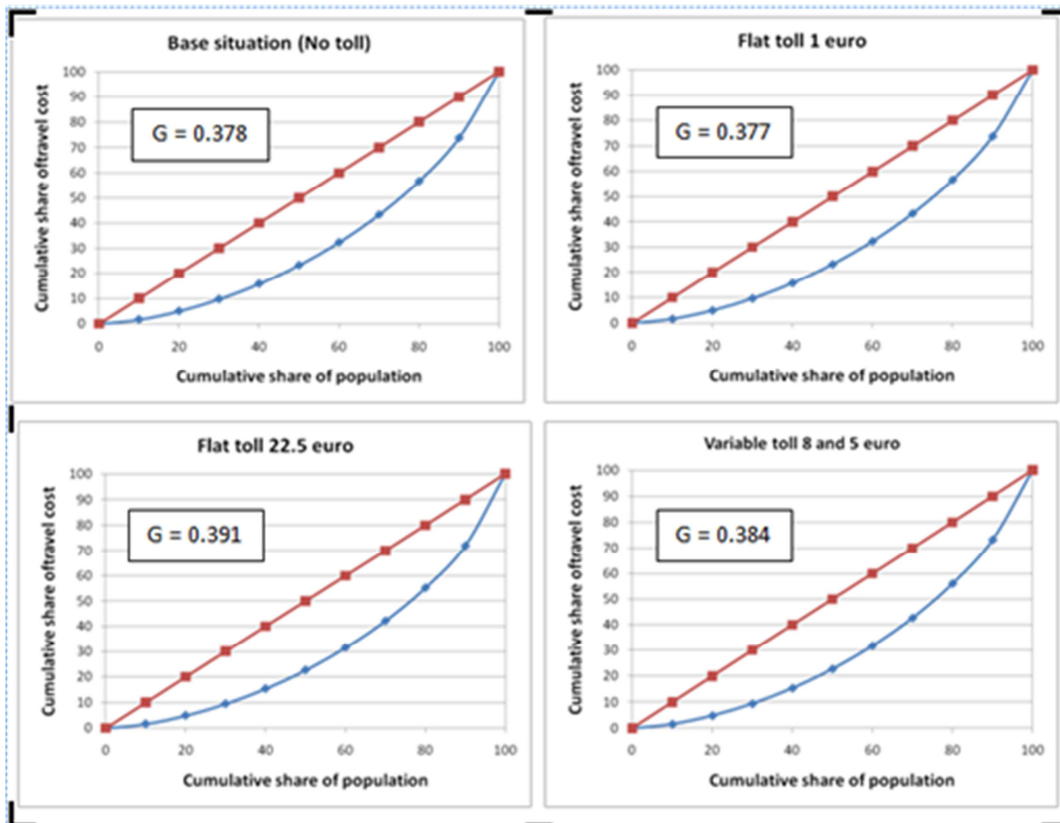 Base situation (No toll)
Cumulative share oftravel cost
G = 0.378
100
90
80
70
60
50
40
30
20
10
0
0 20 40 60 80 100
Cumulative share of population
Flat toll 1 euro
Cumulative share oftravel cost
G = 0.377
100
90
80
70
60
50
40
30
20
10
0
0 20 40 60 80 100
Cumulative share of population
Flat toll 22.5 euro
Cumulative share oftravel cost
G = 0.391
100
90
80
70
60
50
40
30
20
10
0
0 20 40 60 80 100
Cumulative share of population
Variable toll 8 and 5 euro
Cumulative share oftravel cost
G = 0.384
100
90
80
70
60
50
40
30
20
10
0
0 20 40 60 80 100
Cumulative share of population